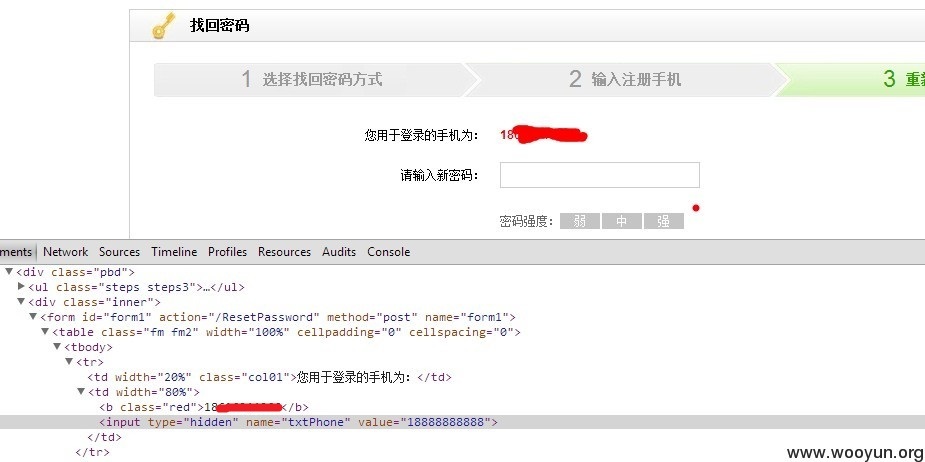 找回密码
1 选择找回密码方式
2 输入注册手机
3 重
您用于登录的手机为：
18
请输入新密码：
密码强度： 弱 中 强
ments Network Sources Timeline Profiles Resources Audits Console
▼<div class="pbd">
▶<ul class="steps steps3">…</ul>
▼<div class="inner">
▼<form id="form1" action="/ResetPassword" method="post" name="form1">
▼<table class="fm fm2" width="100%" cellpadding="0" cellspacing="0">
▼<tbody>
▼<tr>
<td width="20%" class="col01">您用于登录的手机为：</td>
▼<td width="80%">
<b class="red">18</b>
<input type="hidden" name="txtPhone" value="18888888888">
</td>
</tr>
www.wooyun.org